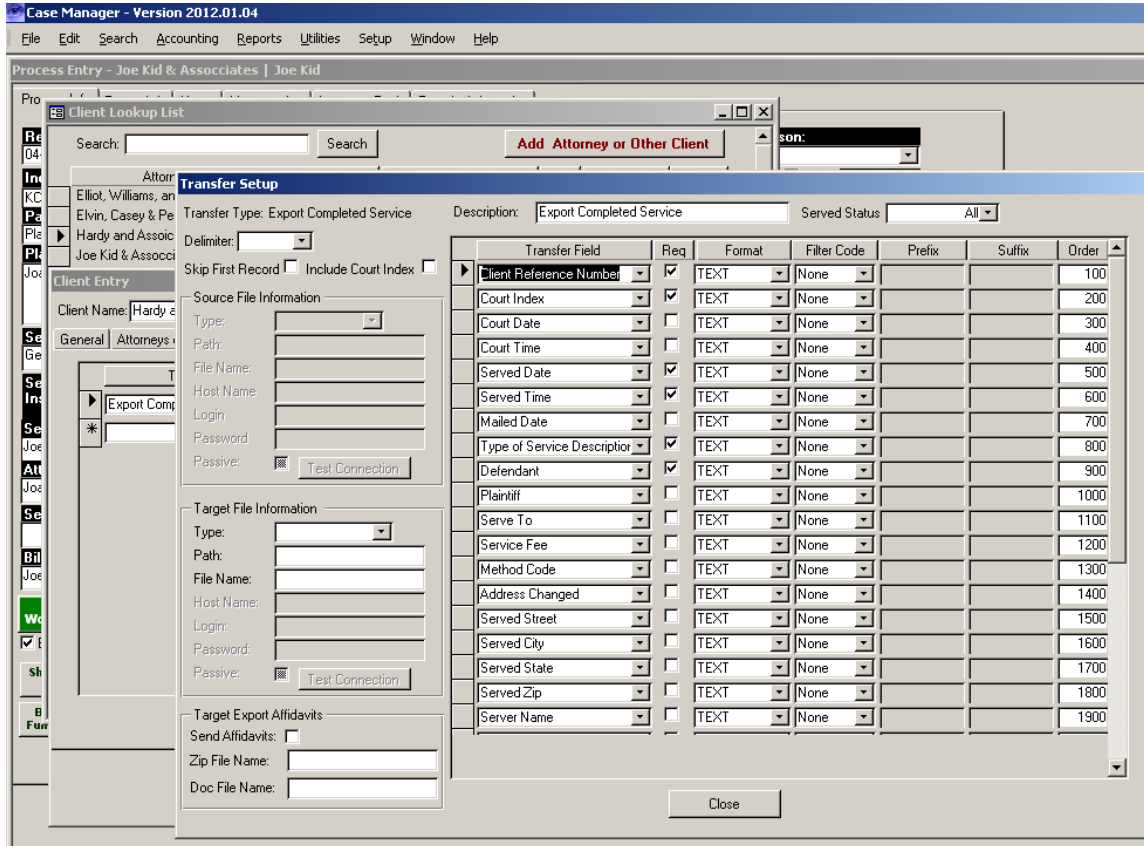 Case Manager - Version 2012.01.04
File Edit Search Accounting Reports Utilities Setup Window Help
Process Entry - Joe Kid & Assocciates | Joe Kid
Client Lookup List
Search: Search Add Attorney or Other Client
Elliot, Williams, an
Elvin, Casey & Pe
Hardy and Assoic
Joe Kid & Assocci
Client Entry
Client Name: Hardy a
General Attorneys
Export Comp
Transfer Setup
Transfer Type: Export Completed Service
Description: Export Completed Service Served Status All
Delimiter:
Skip First Record Include Court Index
Source File Information
Type:
Path:
File Name:
Host Name
Login
Password
Passive: Test Connection
Target File Information
Type:
Path:
File Name:
Host Name:
Login:
Password:
Passive: Test Connection
Target Export Affidavits
Send Affidavits:
Zip File Name:
Doc File Name:
Transfer Field Req Format Filter Code Prefix Suffix Order
Client Reference Number TEXT None 100
Court Index TEXT None 200
Court Date TEXT None 300
Court Time TEXT None 400
Served Date TEXT None 500
Served Time TEXT None 600
Mailed Date TEXT None 700
Type of Service Description TEXT None 800
Defendant TEXT None 900
Plaintiff TEXT None 1000
Serve To TEXT None 1100
Service Fee TEXT None 1200
Method Code TEXT None 1300
Address Changed TEXT None 1400
Served Street TEXT None 1500
Served City TEXT None 1600
Served State TEXT None 1700
Served Zip TEXT None 1800
Server Name TEXT None 1900
Close